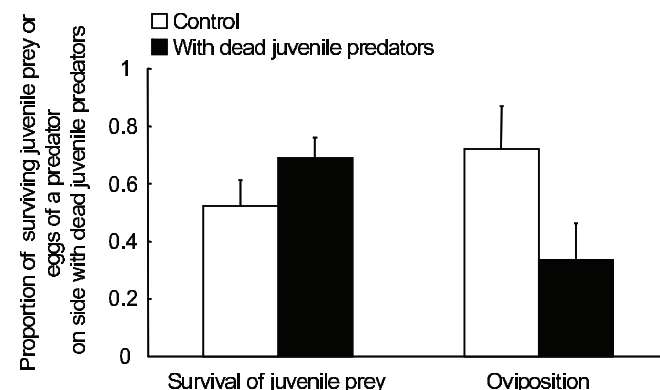 Control
With dead juvenile predators
Proportion of surviving juvenile prey or
eggs of a predator
on side with dead juvenile predators
1
0.8
0.6
0.4
0.2
0
Survival of juvenile prey
Oviposition